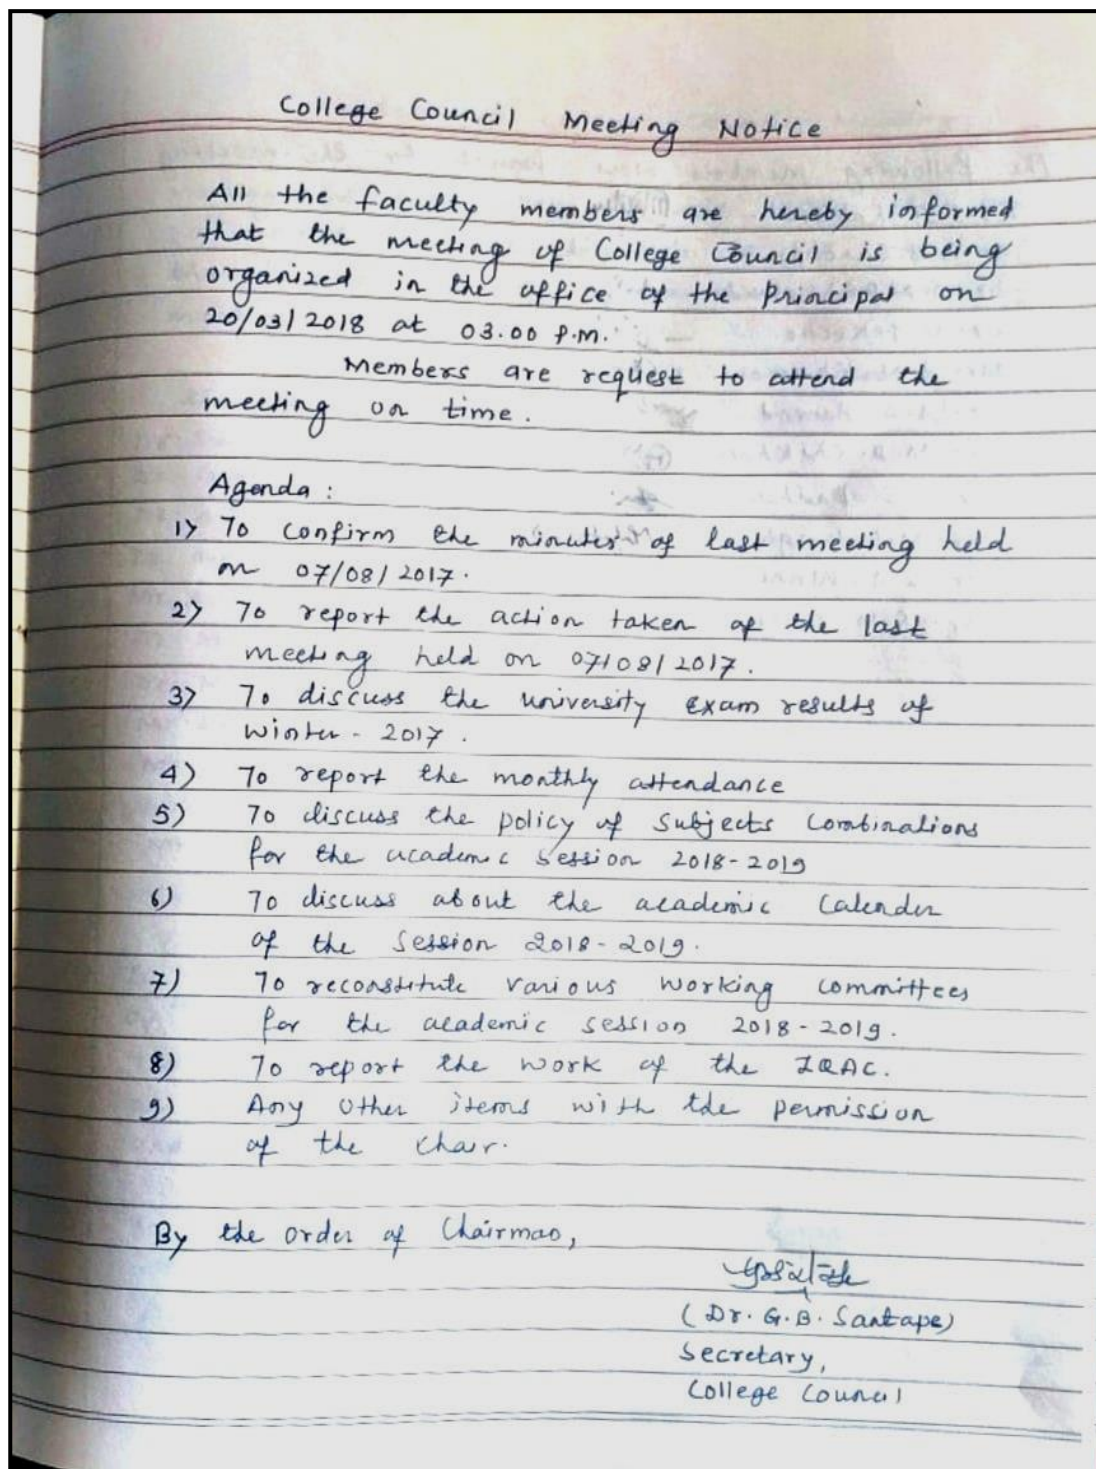 College Council Meeting Notice
All the faculty members are hereby informed
that the meeting of College Council is being
organized in the office of the Principal on
20/03/2018 at 03.00 P.M.
Members are request to attend the
meeting on time.
Agenda :
1) To confirm the minutes of last meeting held
on 07/08/2017.
2) To report the action taken of the last
meeting held on 07/08/2017.
3) To discuss the university exam results of
winter - 2017.
4) To report the monthly attendance
5) To discuss the policy of Subjects Combinations
for the academic session 2018-2019
6) To discuss about the academic Calender
of the session 2018-2019.
7) To reconstitute various working committees
for the academic session 2018-2019.
8) To report the work of the IQAC.
9) Any other items with the permission
of the chair.
By the order of Chairman,
(Dr. G. B. Santape)
Secretary,
College Council